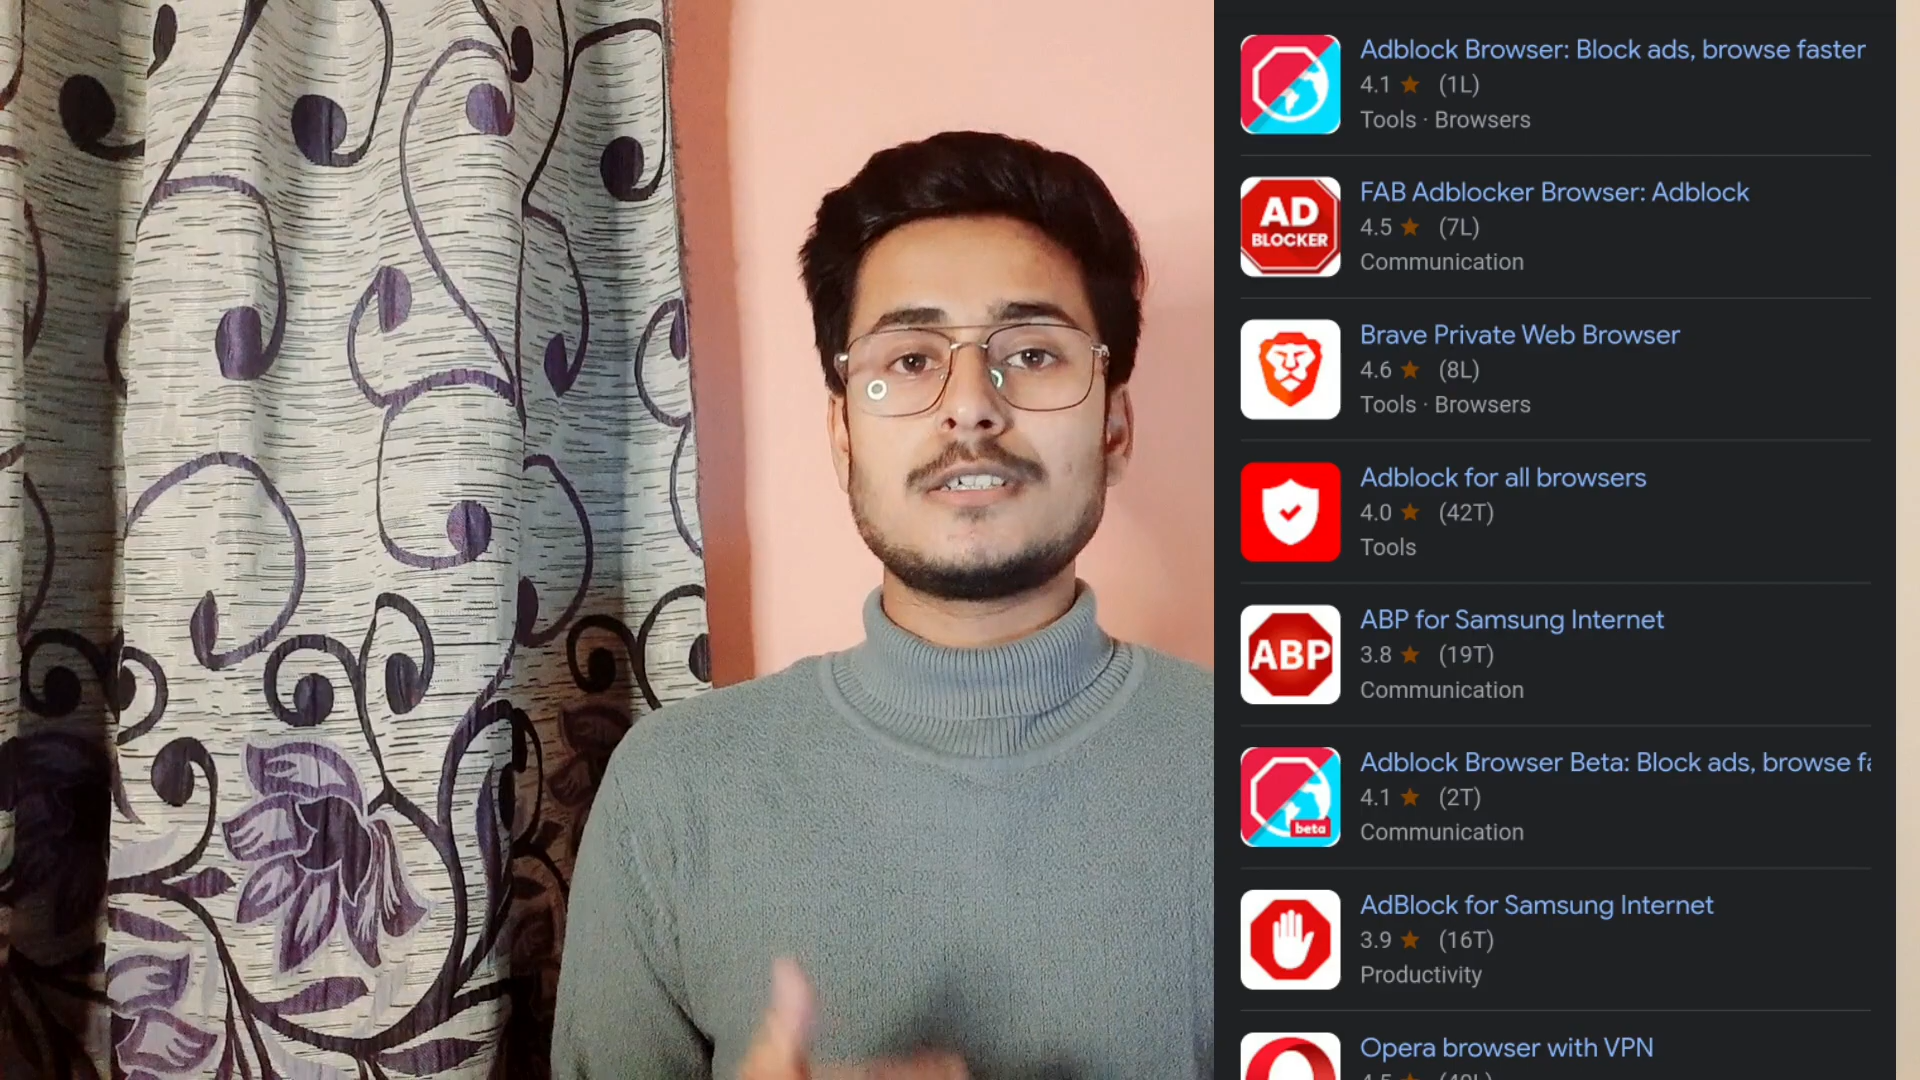 Adblock Browser: Block ads, browse faster
4.1 ★ (1L)
Tools · Browsers
AD
BLOCKER
FAB Adblocker Browser: Adblock
4.5 ★ (7L)
Communication
Brave Private Web Browser
4.6 ★ (8L)
Tools · Browsers
Adblock for all browsers
4.0 ★ (42T)
Tools
ABP
ABP for Samsung Internet
3.8 ★ (19T)
Communication
beta
Adblock Browser Beta: Block ads, browse
4.1 ★ (2T)
Communication
AdBlock for Samsung Internet
3.9 ★ (16T)
Productivity
Opera browser with VPN